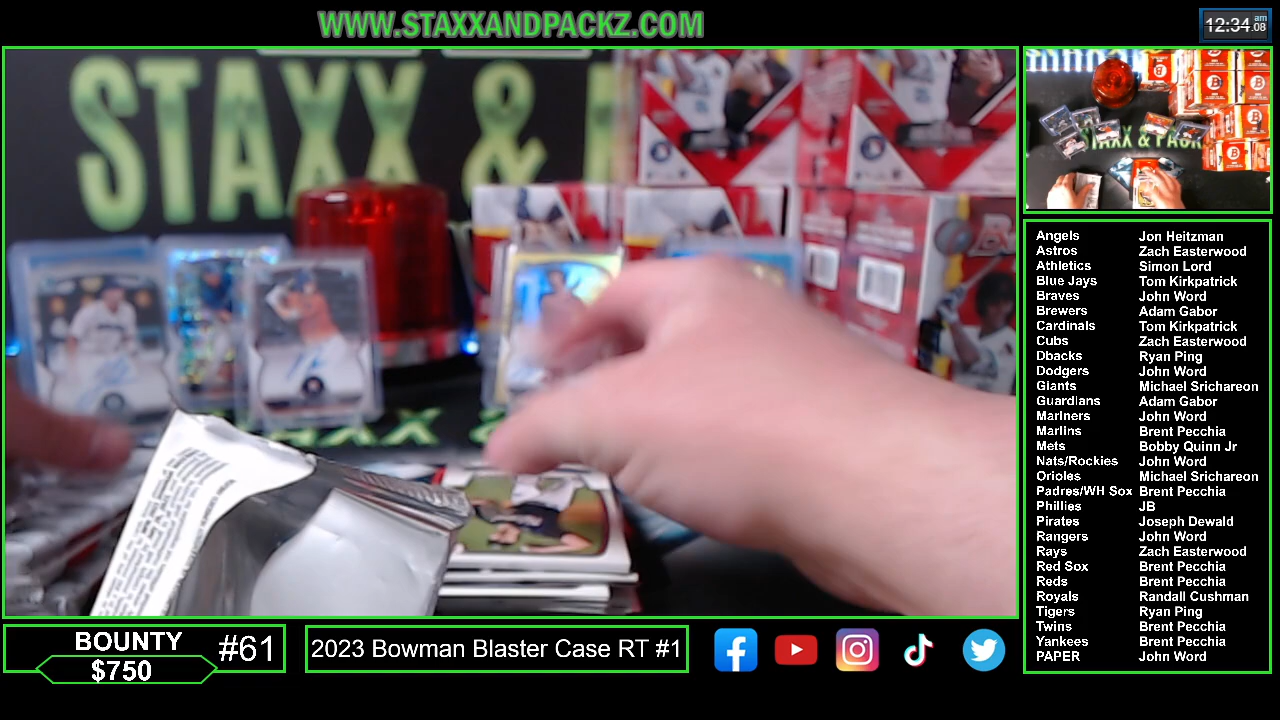 WWW.STAXXANDPACKZ.COM
12:34 am .08
STAXX &
STAXX & PACK
Angels Jon Heitzman
Astros Zach Easterwood
Athletics Simon Lord
Blue Jays Tom Kirkpatrick
Braves John Word
Brewers Adam Gabor
Cardinals Tom Kirkpatrick
Cubs Zach Easterwood
Dbacks Ryan Ping
Dodgers John Word
Giants Michael Srichareon
Guardians Adam Gabor
Mariners John Word
Marlins Brent Pecchia
Mets Bobby Quinn Jr
Nats/Rockies John Word
Orioles Michael Srichareon
Padres/WH Sox Brent Pecchia
Phillies JB
Pirates Joseph Dewald
Rangers John Word
Rays Zach Easterwood
Red Sox Brent Pecchia
Reds Brent Pecchia
Royals Randall Cushman
Tigers Ryan Ping
Twins Brent Pecchia
Yankees Brent Pecchia
PAPER John Word
BOUNTY #61
$750
2023 Bowman Blaster Case RT #1